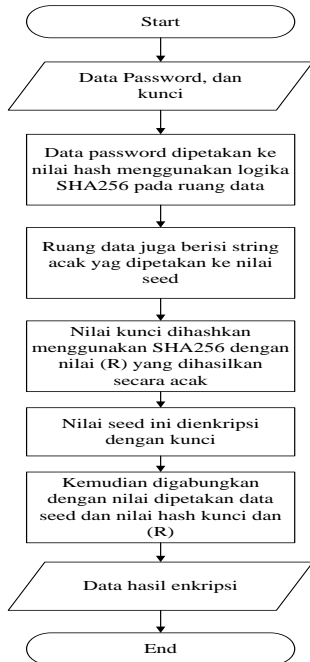 Start
Data Password, dan
kunci
Data password dipetakan ke
nilai hash menggunakan logika
SHA256 pada ruang data
Ruang data juga berisi string
acak yag dipetakan ke nilai
seed
Nilai kunci dihashkan
menggunakan SHA256 dengan
nilai (R) yang dihasilkan
secara acak
Nilai seed ini dienkripsi
dengan kunci
Kemudian digabungkan
dengan nilai dipetakan data
seed dan nilai hash kunci dan
(R)
Data hasil enkripsi
End